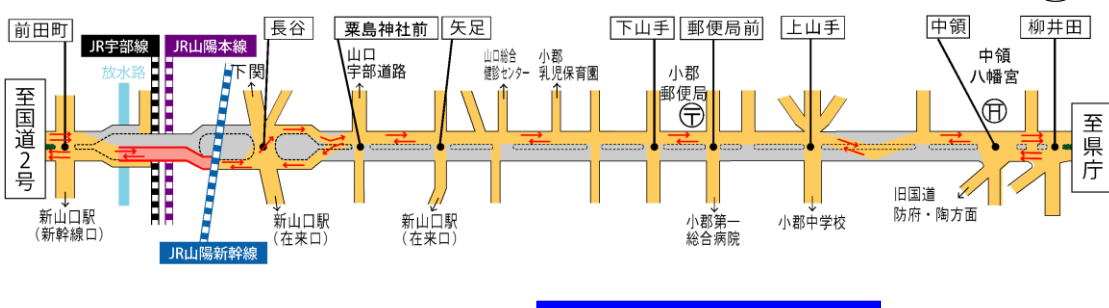 前田町
JR宇部線
JR山陽本線
長谷
粟島神社前
矢足
下山手
郵便局前
上山手
中領
柳井田
放水路
下関
山口
宇部道路
山口総合
健診センター
小郡
乳児保育園
小郡
郵便局
〒
中領
八幡宮
至国道2号
至県庁
新山口駅
(新幹線口)
JR山陽新幹線
新山口駅
(在来口)
新山口駅
(在来口)
小郡第一
総合病院
小郡中学校
旧国道
防府・陶方面